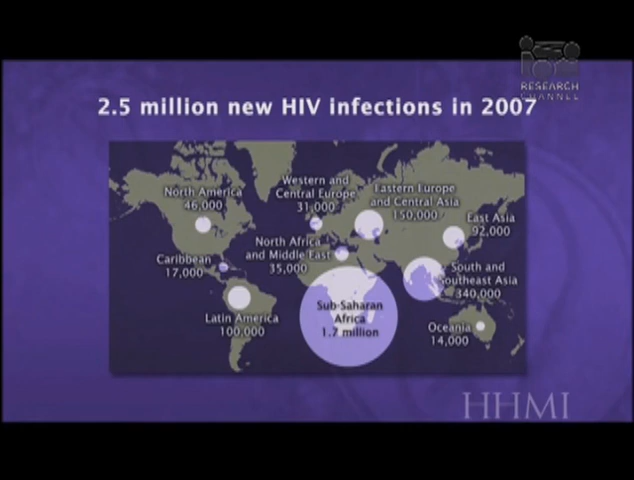 RESEARCH
CHANNEL
2.5 million new HIV infections in 2007
North America
46,000
Western and
Central Europe
31,000
Eastern Europe
and Central Asia
150,000
East Asia
92,000
Caribbean
17,000
North Africa
and Middle East
35,000
South and
Southeast Asia
340,000
Latin America
100,000
Sub-Saharan
Africa
1.7 million
Oceania
14,000
HHMI